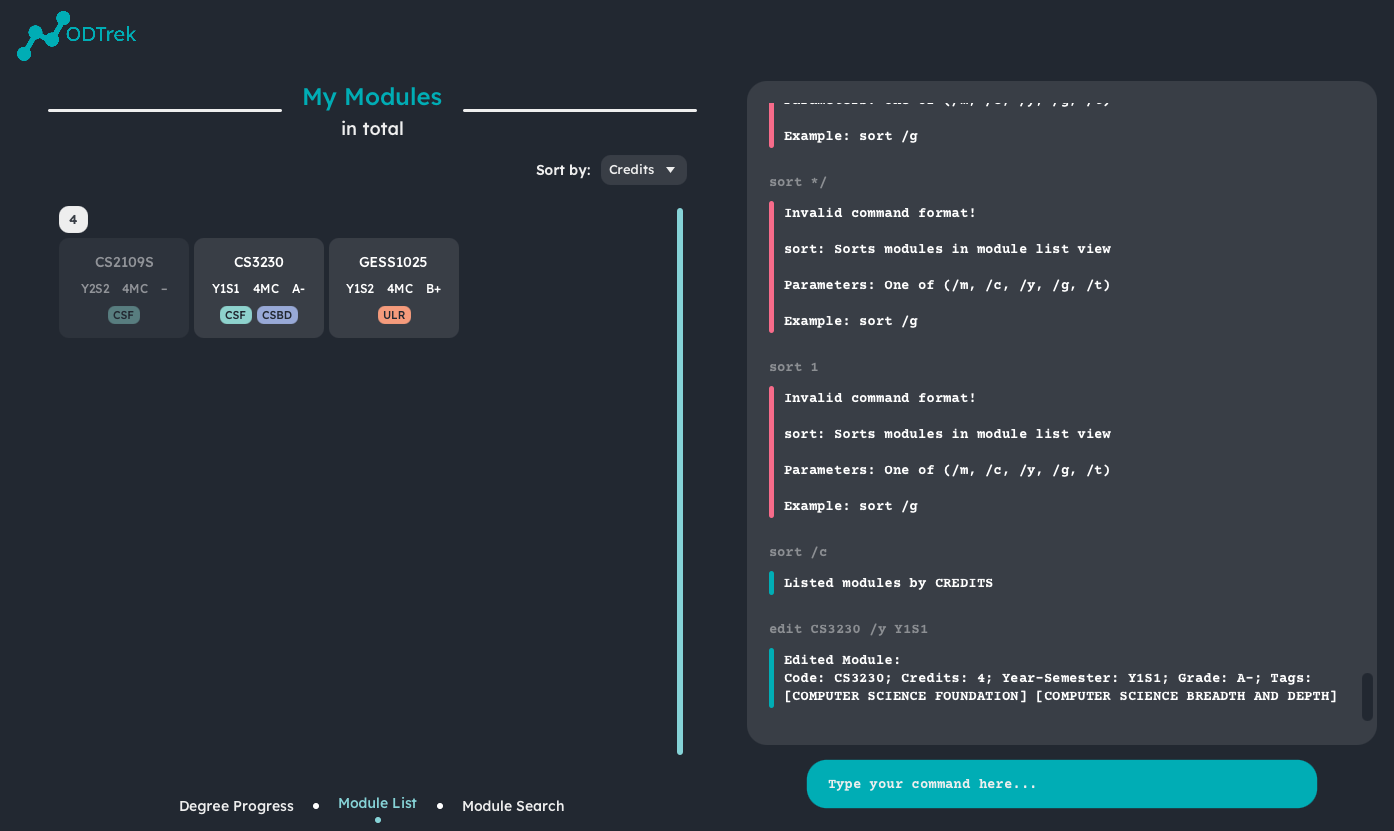 ODTrek
My Modules
in total
Sort by: Credits
4
CS2109S
Y2S2 4MC –
CSF
CS3230
Y1S1 4MC A-
CSF CSBD
GESS1025
Y1S2 4MC B+
ULR
Degree Progress
Module List
Module Search
Parameters: One of (/m, /c, /y, /g, /t)
Example: sort /g
sort */
Invalid command format!
sort: Sorts modules in module list view
Parameters: One of (/m, /c, /y, /g, /t)
Example: sort /g
sort 1
Invalid command format!
sort: Sorts modules in module list view
Parameters: One of (/m, /c, /y, /g, /t)
Example: sort /g
sort /c
Listed modules by CREDITS
edit CS3230 /y Y1S1
Edited Module:
Code: CS3230; Credits: 4; Year-Semester: Y1S1; Grade: A-; Tags:
[COMPUTER SCIENCE FOUNDATION] [COMPUTER SCIENCE BREADTH AND DEPTH]
Type your command here...